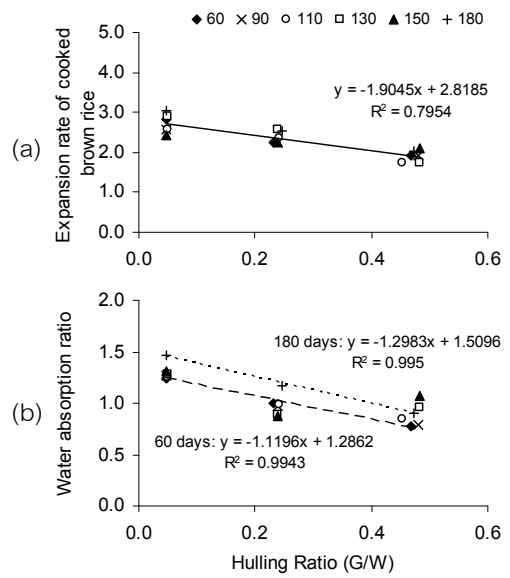 60 90 110 130 150 180
(a)
Expansion rate of cooked
brown rice
5.0
4.0
3.0
2.0
1.0
0.0
y = -1.9045x + 2.8185
R² = 0.7954
0.0 0.2 0.4 0.6
(b)
Water absorption ratio
2.0
1.5
1.0
0.5
0.0
180 days: y = -1.2983x + 1.5096
R² = 0.995
60 days: y = -1.1196x + 1.2862
R² = 0.9943
0.0 0.2 0.4 0.6
Hulling Ratio (G/W)